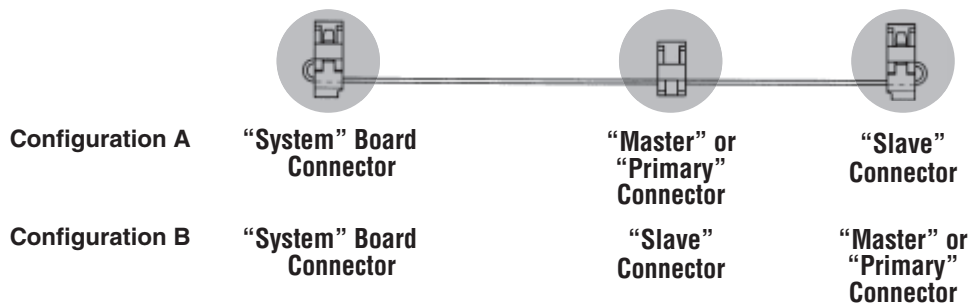 Configuration A
“System” Board
Connector
“Master” or
“Primary”
Connector
“Slave”
Connector
Configuration B
“System” Board
Connector
“Slave”
Connector
“Master” or
“Primary”
Connector